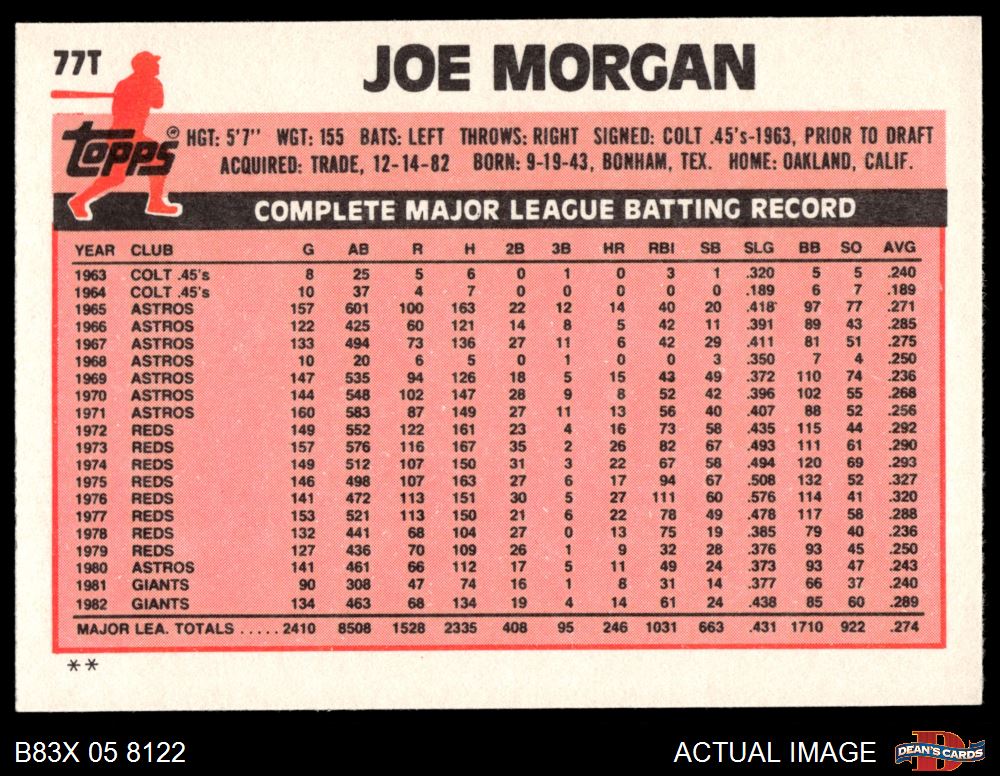 77T
JOE MORGAN
topps®
HGT: 5'7" WGT: 155 BATS: LEFT THROWS: RIGHT SIGNED: COLT .45's-1963, PRIOR TO DRAFT
ACQUIRED: TRADE, 12-14-82 BORN: 9-19-43, BONHAM, TEX. HOME: OAKLAND, CALIF.
COMPLETE MAJOR LEAGUE BATTING RECORD
YEAR CLUB G AB R H 2B 3B HR RBI SB SLG BB SO AVG
1963 COLT .45's 8 25 5 6 0 1 0 3 1 .320 5 5 .240
1964 COLT .45's 10 37 4 7 0 0 0 0 0 .189 6 7 .189
1965 ASTROS 157 601 100 163 22 12 14 40 20 .418 97 77 .271
1966 ASTROS 122 425 60 121 14 8 5 42 11 .391 89 43 .285
1967 ASTROS 133 494 73 136 27 11 6 42 29 .411 81 51 .275
1968 ASTROS 10 20 6 5 0 1 0 0 3 .350 7 4 .250
1969 ASTROS 147 535 94 126 18 5 15 43 49 .372 110 74 .236
1970 ASTROS 144 548 102 147 28 9 8 52 42 .396 102 55 .268
1971 ASTROS 160 583 87 149 27 11 13 56 40 .407 88 52 .256
1972 REDS 149 552 122 161 23 4 16 73 58 .435 115 44 .292
1973 REDS 157 576 116 167 35 2 26 82 67 .493 111 61 .290
1974 REDS 149 512 107 150 31 3 22 67 58 .494 120 69 .293
1975 REDS 146 498 107 163 27 6 17 94 67 .508 132 52 .327
1976 REDS 141 472 113 151 30 5 27 111 60 .576 114 41 .320
1977 REDS 153 521 113 150 21 6 22 78 49 .478 117 58 .288
1978 REDS 132 441 68 104 27 0 13 75 19 .385 79 40 .236
1979 REDS 127 436 70 109 26 1 9 32 28 .376 93 45 .250
1980 ASTROS 141 461 66 112 17 5 11 49 24 .373 93 47 .243
1981 GIANTS 90 308 47 74 16 1 8 31 14 .377 66 37 .240
1982 GIANTS 134 463 68 134 19 4 14 61 24 .438 85 60 .289
MAJOR LEA. TOTALS ..... 2410 8508 1528 2335 408 95 246 1031 663 .431 1710 922 .274
**
B83X 05 8122
ACTUAL IMAGE
DEAN'S CARDS